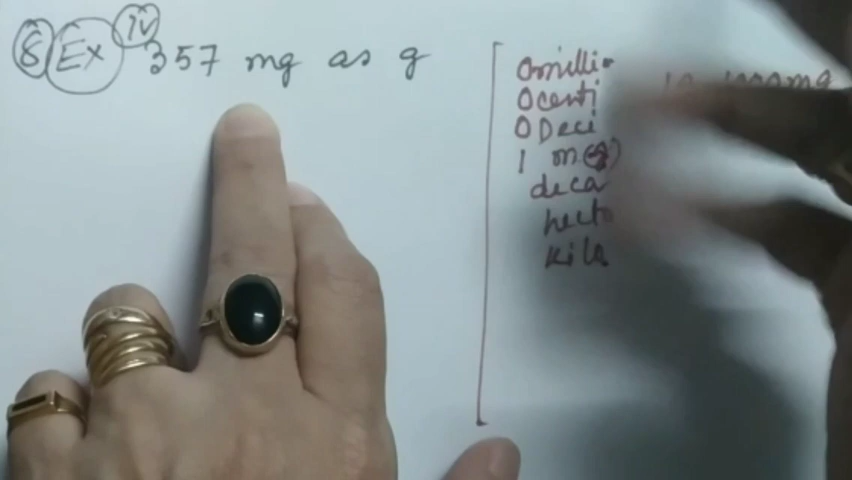 8 Ex iv 357 mg as g
0 milli
0 centi
0 Deci
1 m(g)
deca
hecto
kilo